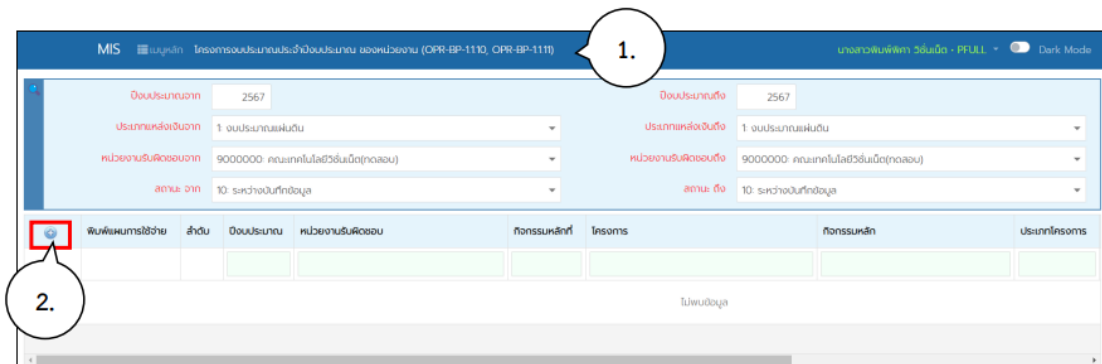 MIS เมนูหลัก โครงการงบประมาณประจำปีงบประมาณ ของหน่วยงาน (OPR-BP-1110, OPR-BP-1111) 1. นางสาวพิมพ์พิศา วิชั่นเน็ต - PFULL Dark Mode
ปีงบประมาณจาก 2567 ปีงบประมาณถึง 2567
ประเภทแหล่งเงินจาก 1: งบประมาณแผ่นดิน ประเภทแหล่งเงินถึง 1: งบประมาณแผ่นดิน
หน่วยงานรับผิดชอบจาก 9000000: คณะเทคโนโลยีวิชั่นเน็ต(ทดสอบ) หน่วยงานรับผิดชอบถึง 9000000: คณะเทคโนโลยีวิชั่นเน็ต(ทดสอบ)
สถานะ จาก 10: ระหว่างบันทึกข้อมูล สถานะ ถึง 10: ระหว่างบันทึกข้อมูล
พิมพ์แผนการใช้จ่าย ลำดับ ปีงบประมาณ หน่วยงานรับผิดชอบ กิจกรรมหลักที่ โครงการ กิจกรรมหลัก ประเภทโครงการ
2. ไม่พบข้อมูล